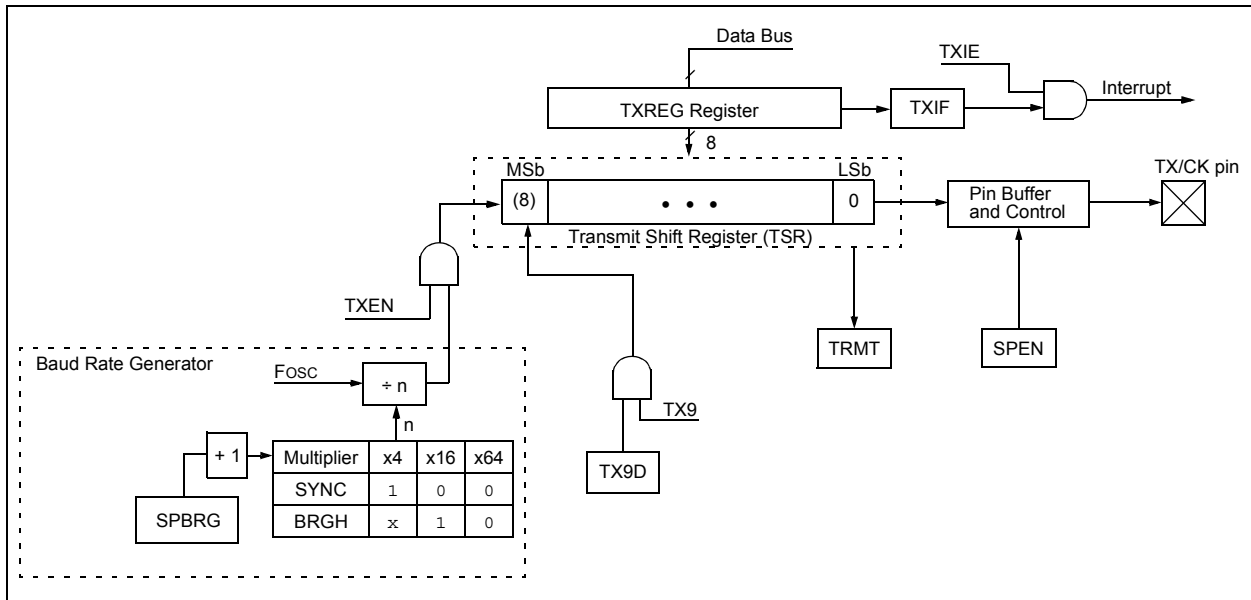 Data Bus
TXIE
Interrupt
TXREG Register
TXIF
8
MSb
LSb
TX/CK pin
(8)
• • •
0
Pin Buffer
and Control
Transmit Shift Register (TSR)
TXEN
TRMT
SPEN
Baud Rate Generator
FOSC
÷ n
n
TX9
+ 1
Multiplier x4 x16 x64
TX9D
SYNC 1 0 0
SPBRG
BRGH x 1 0